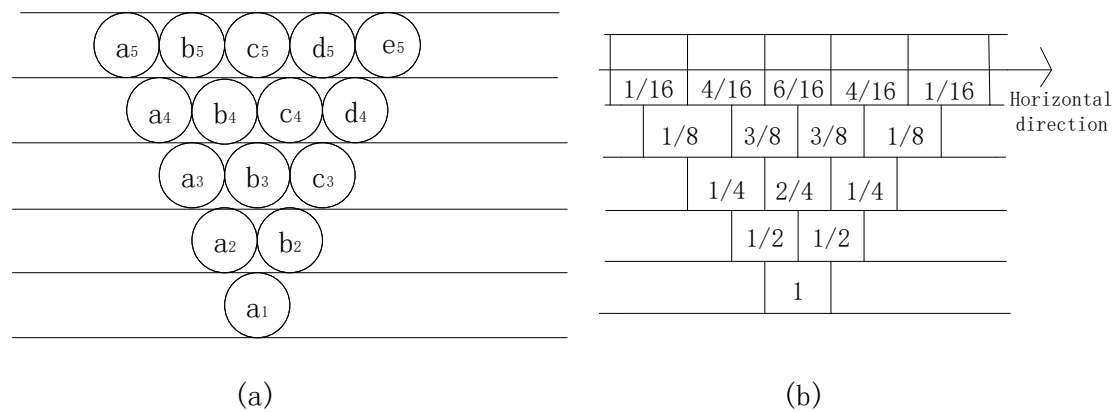 a5 b5 c5 d5 e5
a4 b4 c4 d4
a3 b3 c3
a2 b2
a1
(a)
1/16 4/16 6/16 4/16 1/16
Horizontal
direction
1/8 3/8 3/8 1/8
1/4 2/4 1/4
1/2 1/2
1
(b)